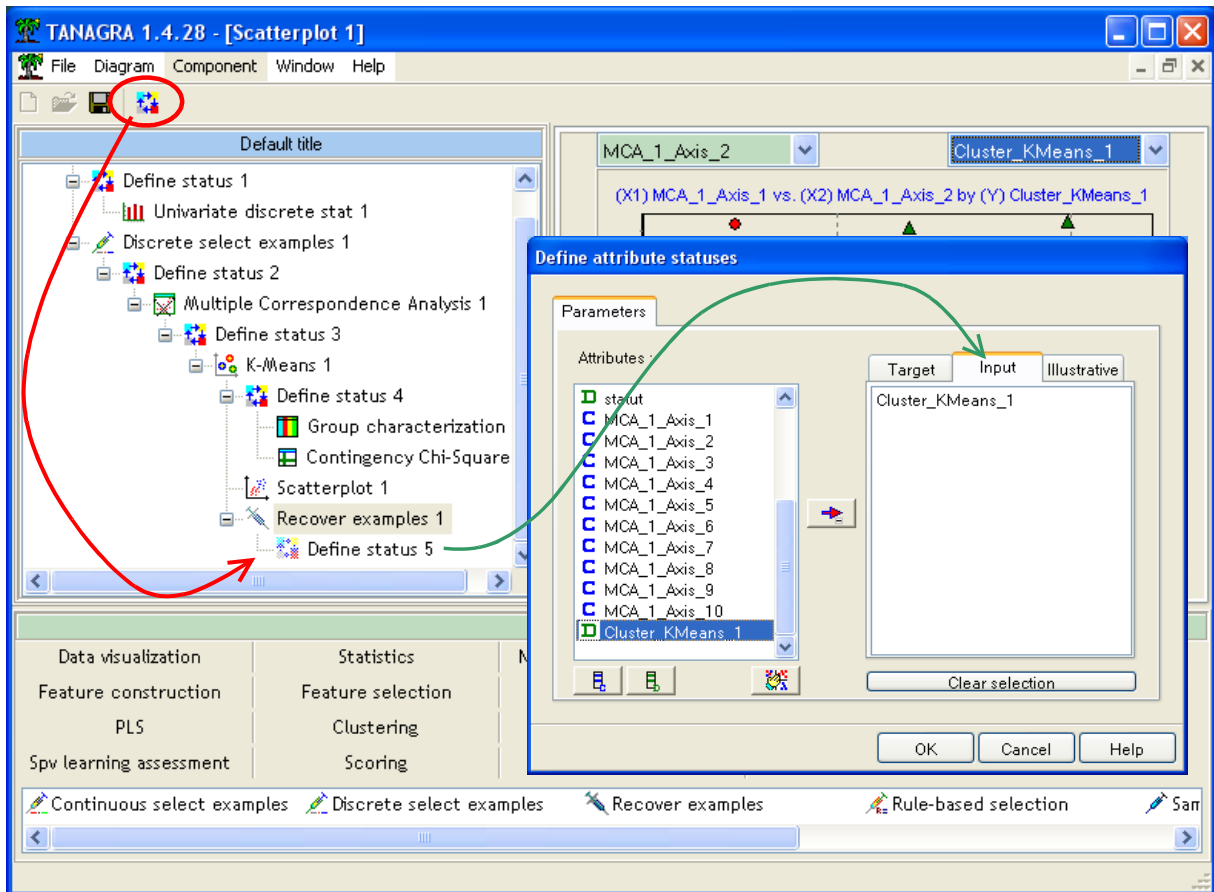 TANAGRA 1.4.28 - [Scatterplot 1]
File Diagram Component Window Help
Default title
Define status 1
Univariate discrete stat 1
Discrete select examples 1
Define status 2
Multiple Correspondence Analysis 1
Define status 3
K-Means 1
Define status 4
Group characterization
Contingency Chi-Square
Scatterplot 1
Recover examples 1
Define status 5
MCA_1_Axis_2
Cluster_KMeans_1
(X1) MCA_1_Axis_1 vs. (X2) MCA_1_Axis_2 by (Y) Cluster_KMeans_1
Define attribute statuses
Parameters
Attributes :
statut
MCA_1_Axis_1
MCA_1_Axis_2
MCA_1_Axis_3
MCA_1_Axis_4
MCA_1_Axis_5
MCA_1_Axis_6
MCA_1_Axis_7
MCA_1_Axis_8
MCA_1_Axis_9
MCA_1_Axis_10
Cluster_KMeans_1
Target Input Illustrative
Cluster_KMeans_1
Clear selection
OK Cancel Help
Data visualization Statistics
Feature construction Feature selection
PLS Clustering
Spv learning assessment Scoring
Continuous select examples Discrete select examples Recover examples Rule-based selection